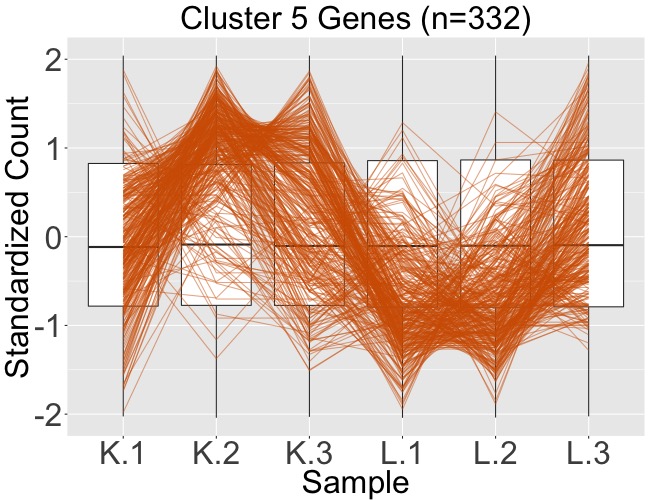 Cluster 5 Genes (n=332)
Standardized Count
2
1
0
-1
-2
K.1 K.2 K.3 L.1 L.2 L.3
Sample